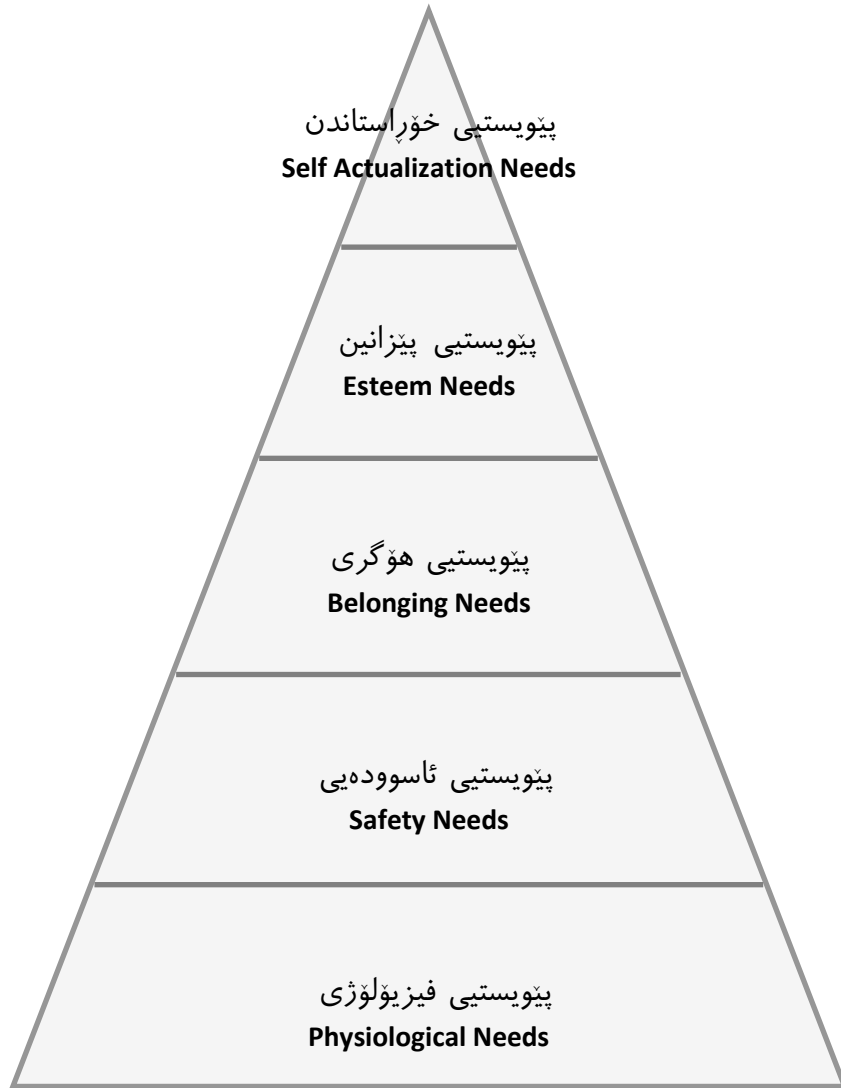 پێویستیی خۆڕاستاندن
Self Actualization Needs
پێویستیی پێزانین
Esteem Needs
پێویستیی هۆگری
Belonging Needs
پێویستیی ئاسوودەیی
Safety Needs
پێویستیی فیزیۆلۆژی
Physiological Needs